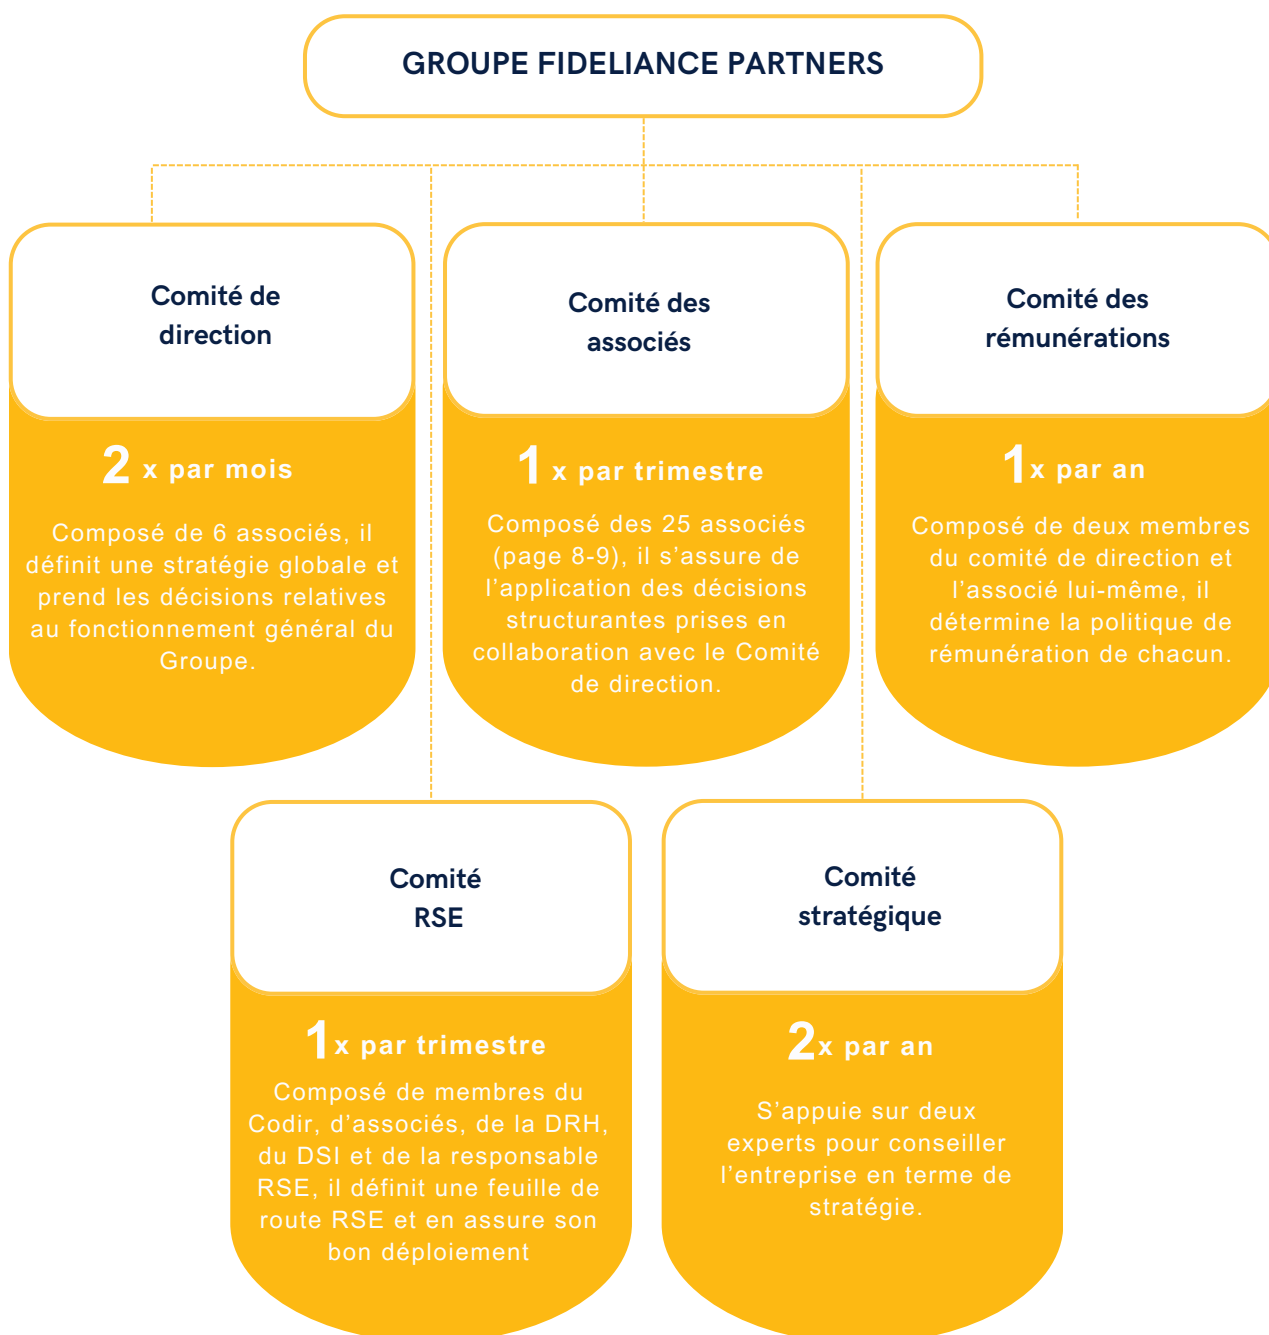 GROUPE FIDELIANCE PARTNERS
Comité de
direction
2 x par mois
Composé de 6 associés, il
définit une stratégie globale et
prend les décisions relatives
au fonctionnement général du
Groupe.
Comité des
associés
1 x par trimestre
Composé des 25 associés
(page 8-9), il s’assure de
l’application des décisions
structurantes prises en
collaboration avec le Comité
de direction.
Comité des
rémunérations
1x par an
Composé de deux membres
du comité de direction et
l’associé lui-même, il
détermine la politique de
rémunération de chacun.
Comité
RSE
1x par trimestre
Composé de membres du
Codir, d’associés, de la DRH,
du DSI et de la responsable
RSE, il définit une feuille de
route RSE et en assure son
bon déploiement
Comité
stratégique
2x par an
S’appuie sur deux
experts pour conseiller
l’entreprise en terme de
stratégie.